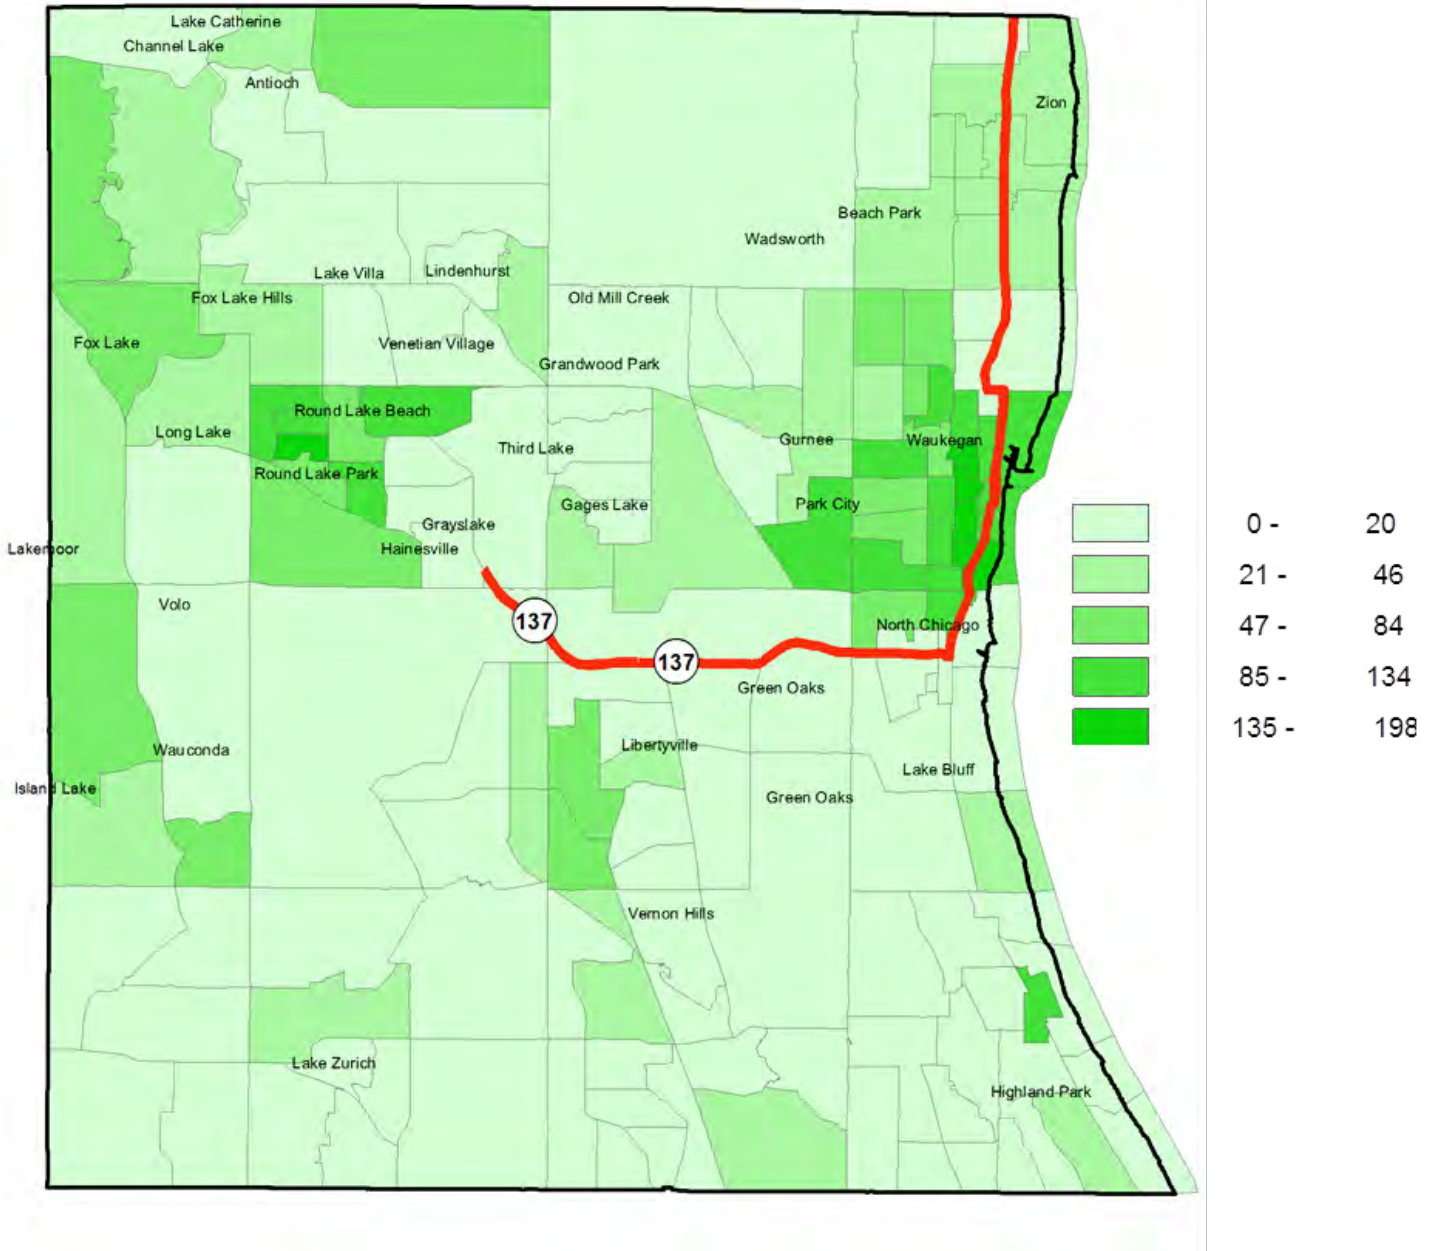 Lake Catherine
Channel Lake
Antioch
Zion
Beach Park
Wadsworth
Lake Villa
Lindenhurst
Fox Lake Hills
Old Mill Creek
Fox Lake
Venetian Village
Grandwood Park
Round Lake Beach
Long Lake
Third Lake
Gurnee
Waukegan
Round Lake Park
Gages Lake
Park City
Grayslake
Lakemoor
Hainesville
Volo
137
North Chicago
137
Green Oaks
Wauconda
Libertyville
Lake Bluff
Island Lake
Green Oaks
Vernon Hills
Lake Zurich
Highland Park
0 - 20
21 - 46
47 - 84
85 - 134
135 - 198